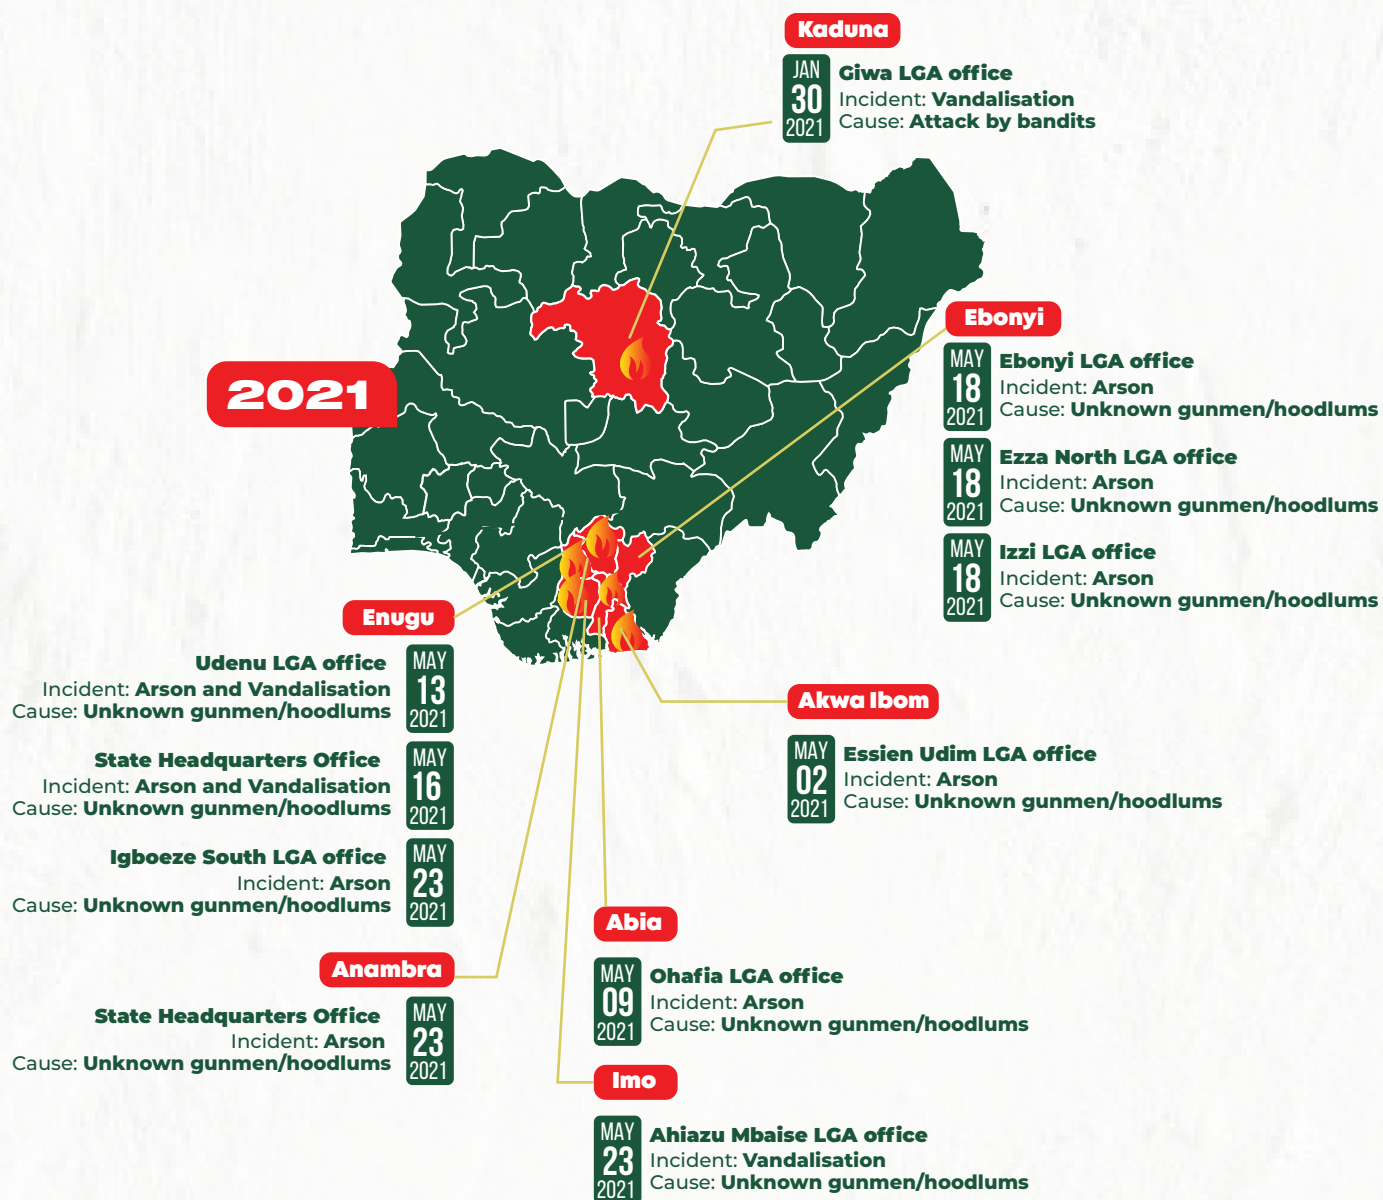 Kaduna
JAN
30
2021
Giwa LGA office
Incident: Vandalisation
Cause: Attack by bandits
2021
Ebonyi
MAY
18
2021
Ebonyi LGA office
Incident: Arson
Cause: Unknown gunmen/hoodlums
MAY
18
2021
Ezza North LGA office
Incident: Arson
Cause: Unknown gunmen/hoodlums
MAY
18
2021
Izzi LGA office
Incident: Arson
Cause: Unknown gunmen/hoodlums
Enugu
Udenu LGA office
Incident: Arson and Vandalisation
Cause: Unknown gunmen/hoodlums
MAY
13
2021
State Headquarters Office
Incident: Arson and Vandalisation
Cause: Unknown gunmen/hoodlums
MAY
16
2021
Igboeze South LGA office
Incident: Arson
Cause: Unknown gunmen/hoodlums
MAY
23
2021
Akwa Ibom
MAY
02
2021
Essien Udim LGA office
Incident: Arson
Cause: Unknown gunmen/hoodlums
Anambra
State Headquarters Office
Incident: Arson
Cause: Unknown gunmen/hoodlums
MAY
23
2021
Abia
MAY
09
2021
Ohafia LGA office
Incident: Arson
Cause: Unknown gunmen/hoodlums
Imo
MAY
23
2021
Ahiazu Mbaise LGA office
Incident: Vandalisation
Cause: Unknown gunmen/hoodlums